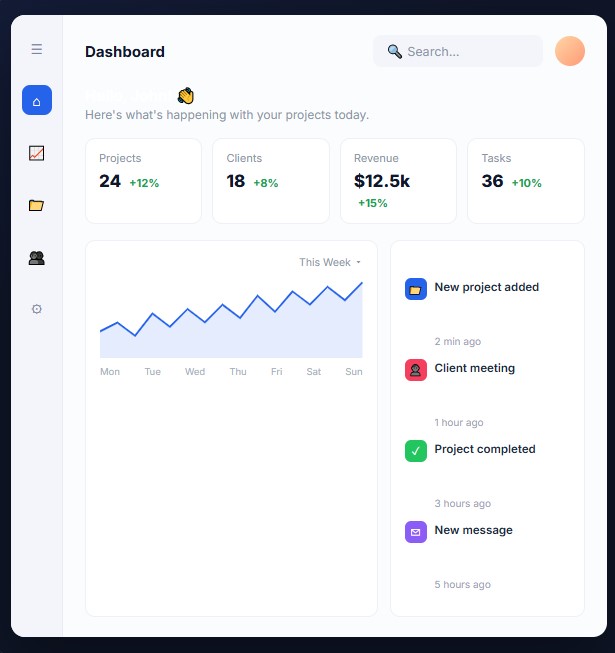 Dashboard
Search...
Here's what's happening with your projects today.
Projects
24 +12%
Clients
18 +8%
Revenue
$12.5k
+15%
Tasks
36 +10%
This Week
Mon Tue Wed Thu Fri Sat Sun
New project added
2 min ago
Client meeting
1 hour ago
Project completed
3 hours ago
New message
5 hours ago